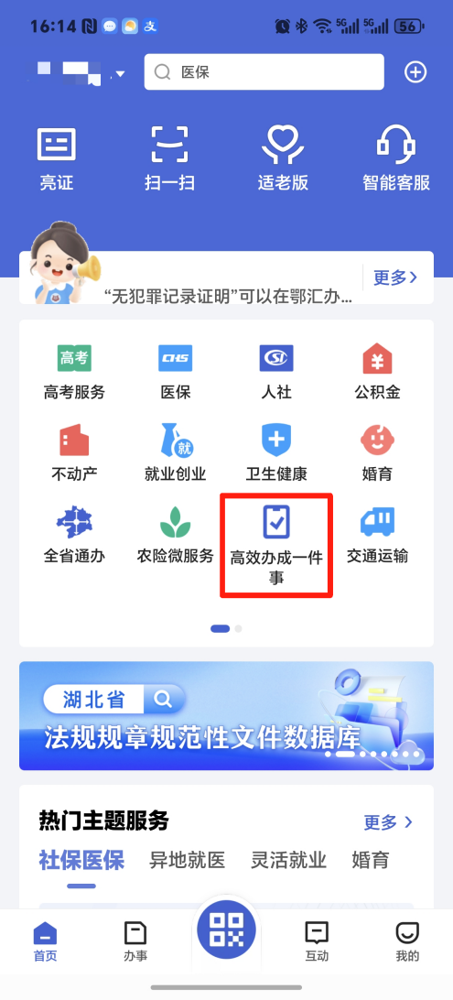 16:14 N 支 5G 5G 56
医保
亮证 扫一扫 适老版 智能客服
更多
“无犯罪记录证明”可以在鄂汇办...
高考 CHS SI ¥
高考服务 医保 人社 公积金
就
不动产 就业创业 卫生健康 婚育
全省通办 农险微服务 高效办成一件
事
交通运输
湖北省
法规规章规范性文件数据库
热门主题服务 更多
社保医保 异地就医 灵活就业 婚育
首页 办事 互动 我的